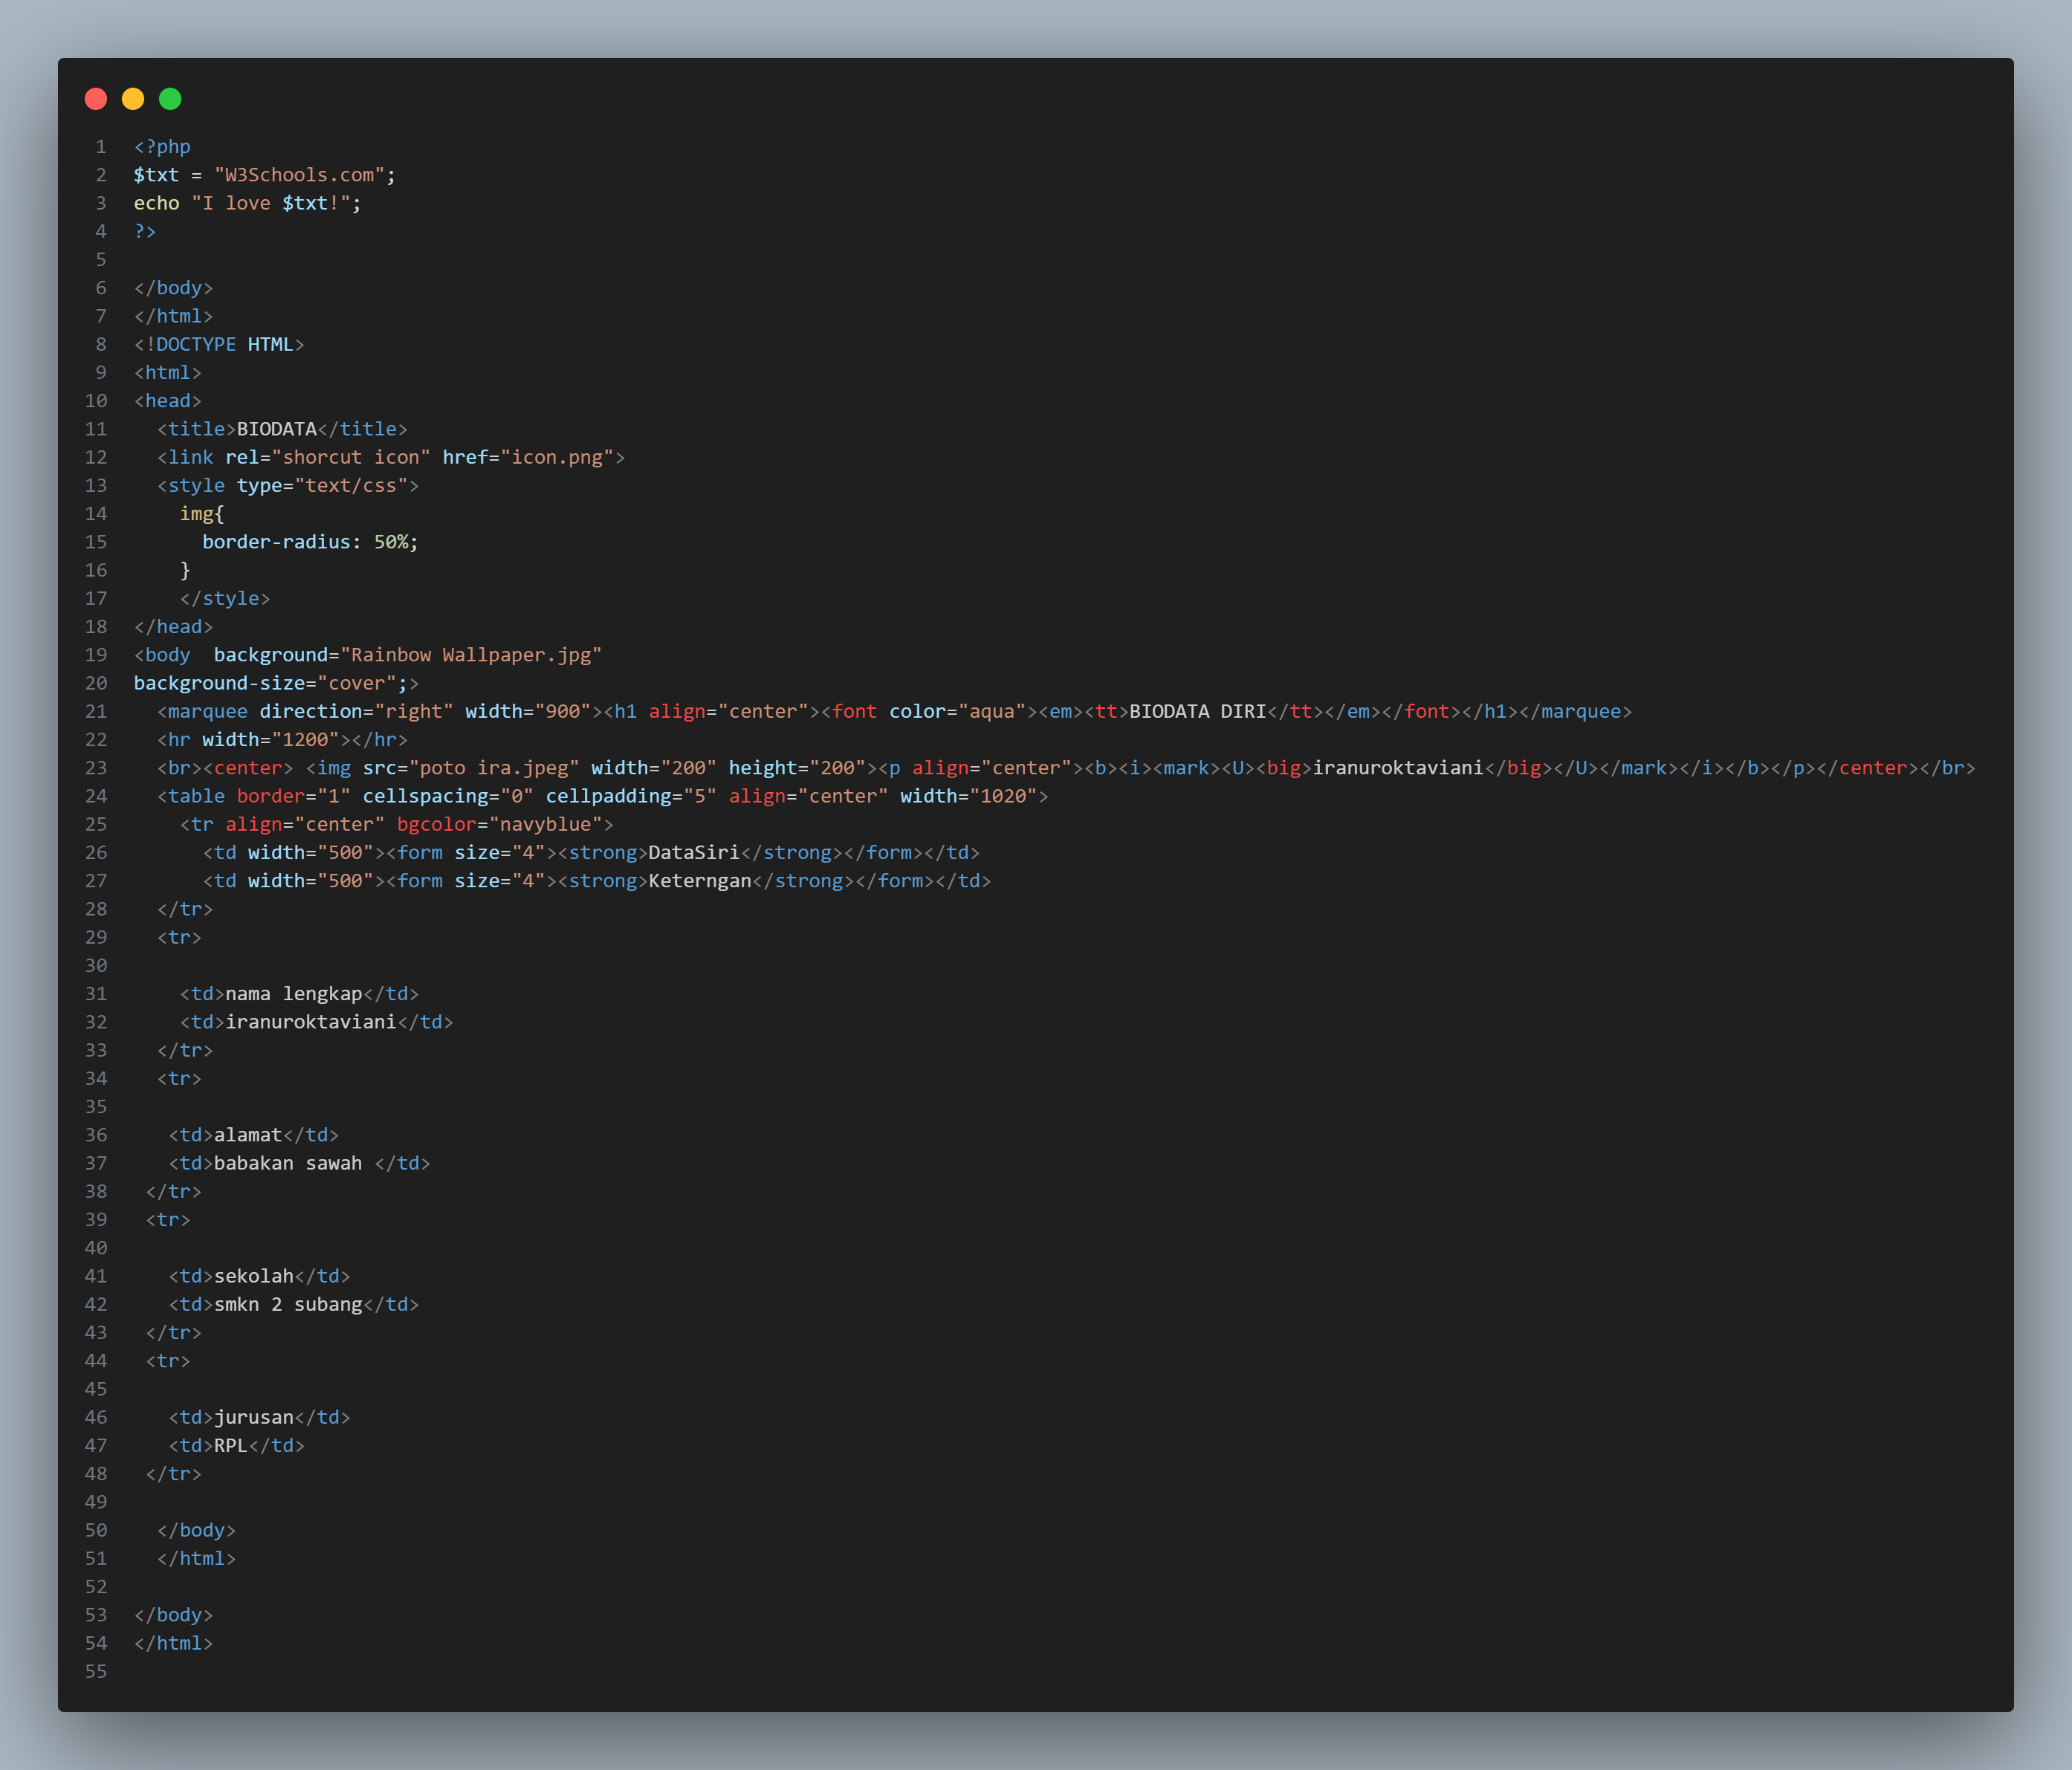 1 <?php
2 $txt = "W3Schools.com";
3 echo "I love $txt!";
4 ?>
5
6 </body>
7 </html>
8 <!DOCTYPE HTML>
9 <html>
10 <head>
11   <title>BIODATA</title>
12   <link rel="shorcut icon" href="icon.png">
13   <style type="text/css">
14     img{
15       border-radius: 50%;
16     }
17     </style>
18 </head>
19 <body  background="Rainbow Wallpaper.jpg"
20 background-size="cover";>
21   <marquee direction="right" width="900"><h1 align="center"><font color="aqua"><em><tt>BIODATA DIRI</tt></em></font></h1></marquee>
22   <hr width="1200"></hr>
23   <br><center> <img src="poto ira.jpeg" width="200" height="200"><p align="center"><b><i><mark><U><big>iranuroktaviani</big></U></mark></i></b></p></center></br>
24   <table border="1" cellspacing="0" cellpadding="5" align="center" width="1020">
25     <tr align="center" bgcolor="navyblue">
26       <td width="500"><form size="4"><strong>DataSiri</strong></form></td>
27       <td width="500"><form size="4"><strong>Keterngan</strong></form></td>
28   </tr>
29   <tr>
30
31     <td>nama lengkap</td>
32     <td>iranuroktaviani</td>
33   </tr>
34   <tr>
35
36    <td>alamat</td>
37    <td>babakan sawah </td>
38  </tr>
39  <tr>
40
41    <td>sekolah</td>
42    <td>smkn 2 subang</td>
43  </tr>
44  <tr>
45
46    <td>jurusan</td>
47    <td>RPL</td>
48  </tr>
49
50   </body>
51   </html>
52
53 </body>
54 </html>
55